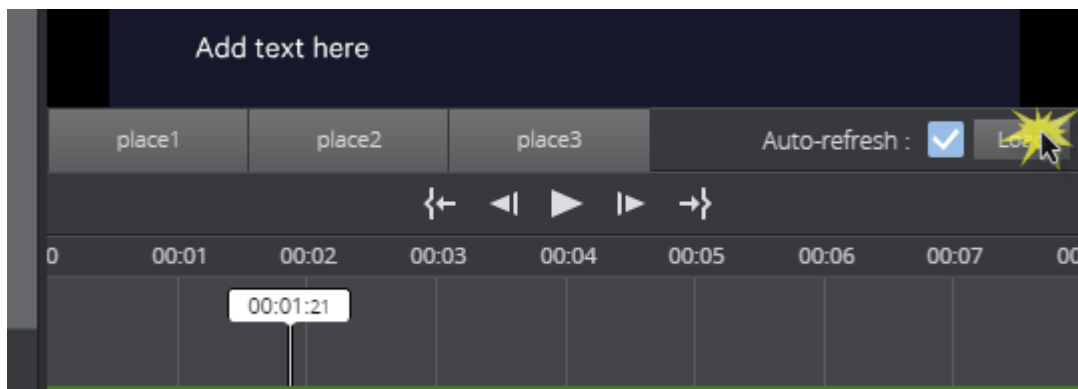 Add text here
place1 place2 place3 Auto-refresh :
00:01 00:02 00:03 00:04 00:05 00:06 00:07
00:01:21